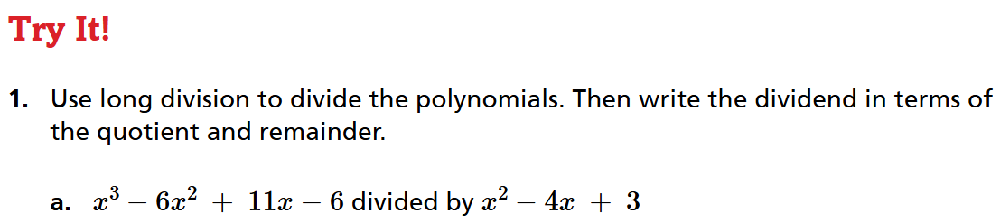 Try It!
1. Use long division to divide the polynomials. Then write the dividend in terms of
the quotient and remainder.
a. x³ − 6x² + 11x − 6 divided by x² − 4x + 3